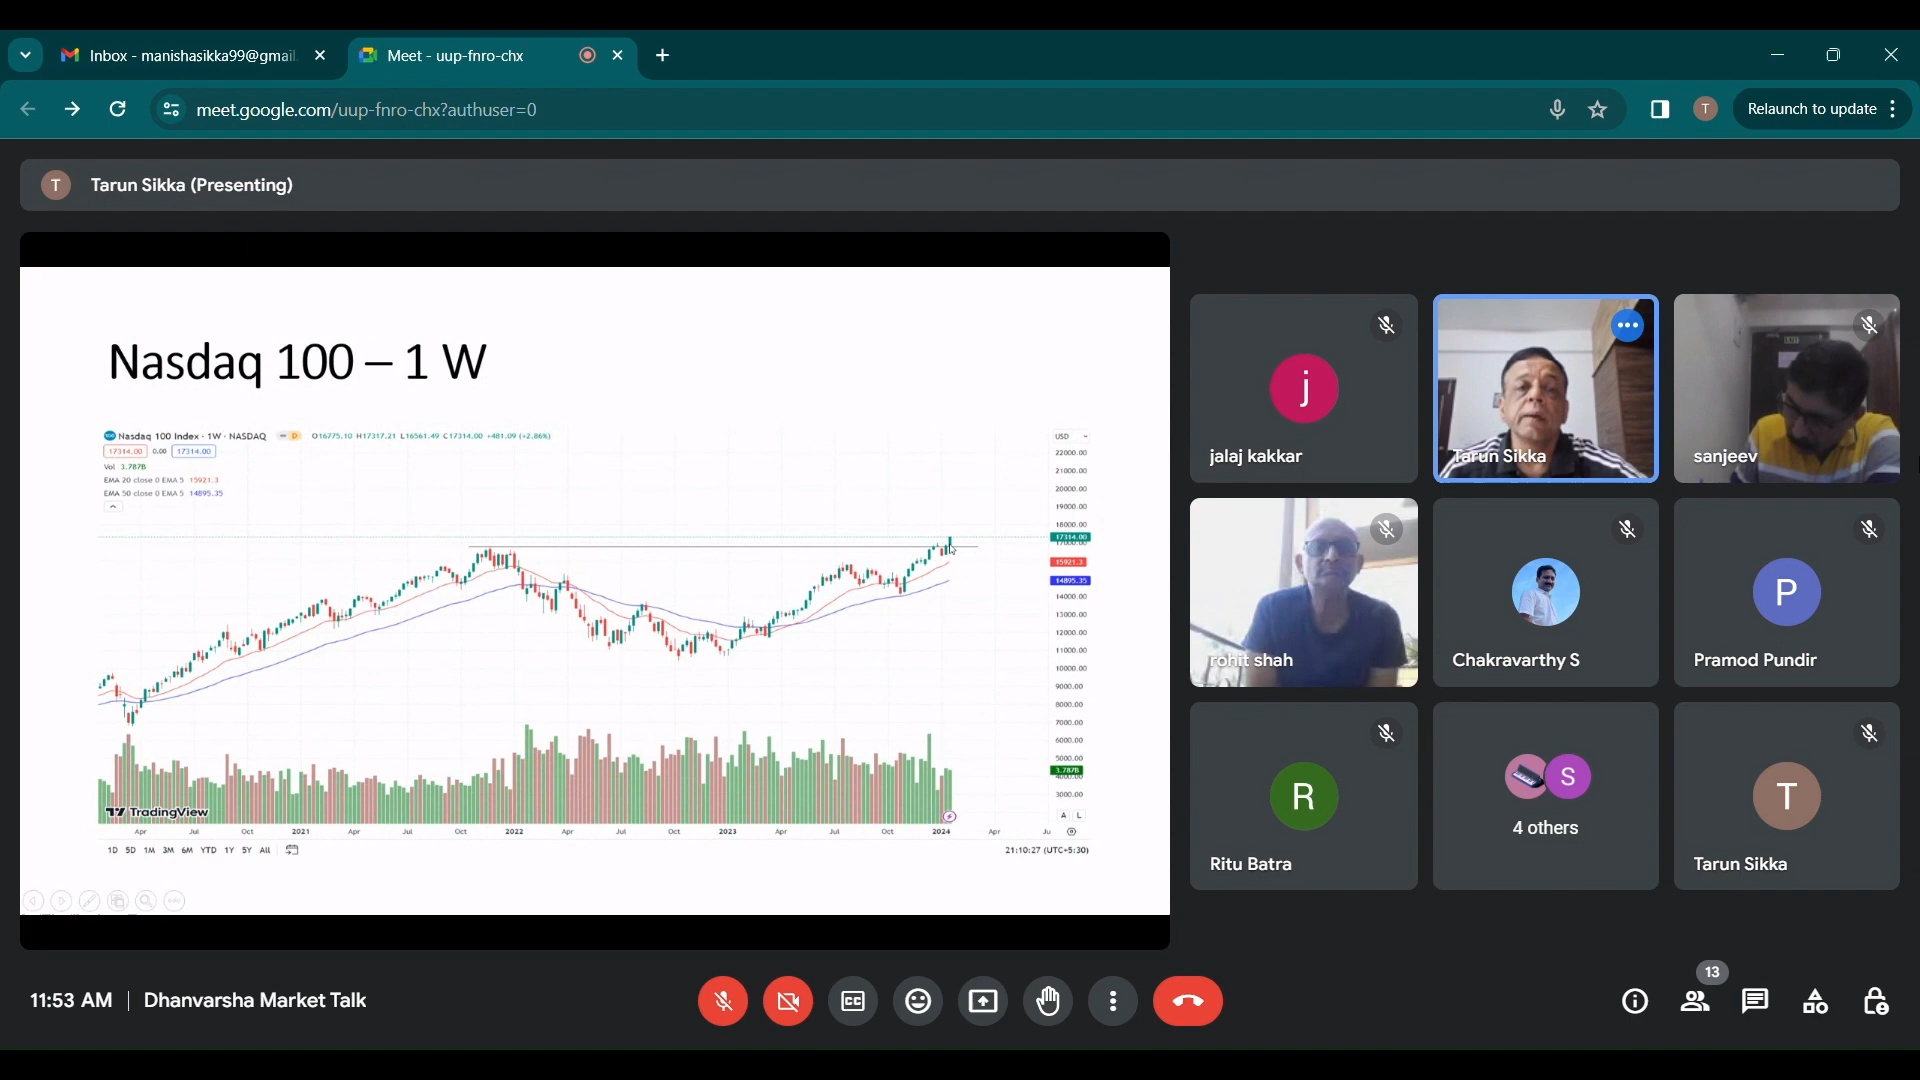 Inbox - manishasikka99@gmail.
Meet - uup-fnro-chx
meet.google.com/uup-fnro-chx?authuser=0
T
Relaunch to update
T
Tarun Sikka (Presenting)
Nasdaq 100 – 1 W
100 Nasdaq 100 Index · 1W · NASDAQ
D
O16775.10 H17317.21 L16561.49 C17314.00 +481.09 (+2.86%)
USD
17314.00 0.00 17314.00
Vol 3.787B
EMA 20 close 0 EMA 5 15921.3
EMA 50 close 0 EMA 5 14895.35
22000.00
21000.00
20000.00
19000.00
18000.00
17314.00
17000.00
15921.3
14895.35
14000.00
13000.00
12000.00
11000.00
10000.00
9000.00
8000.00
7000.00
6000.00
5000.00
3.787B
4000.00
3000.00
TradingView
A L
Apr Jul Oct 2021 Apr Jul Oct 2022 Apr Jul Oct 2023 Apr Jul Oct 2024 Apr Ju
1D 5D 1M 3M 6M YTD 1Y 5Y All
21:10:27 (UTC+5:30)
j
jalaj kakkar
Tarun Sikka
EXIT
sanjeev
rohit shah
Chakravarthy S
P
Pramod Pundir
R
Ritu Batra
S
4 others
T
Tarun Sikka
11:53 AM | Dhanvarsha Market Talk
CC
13